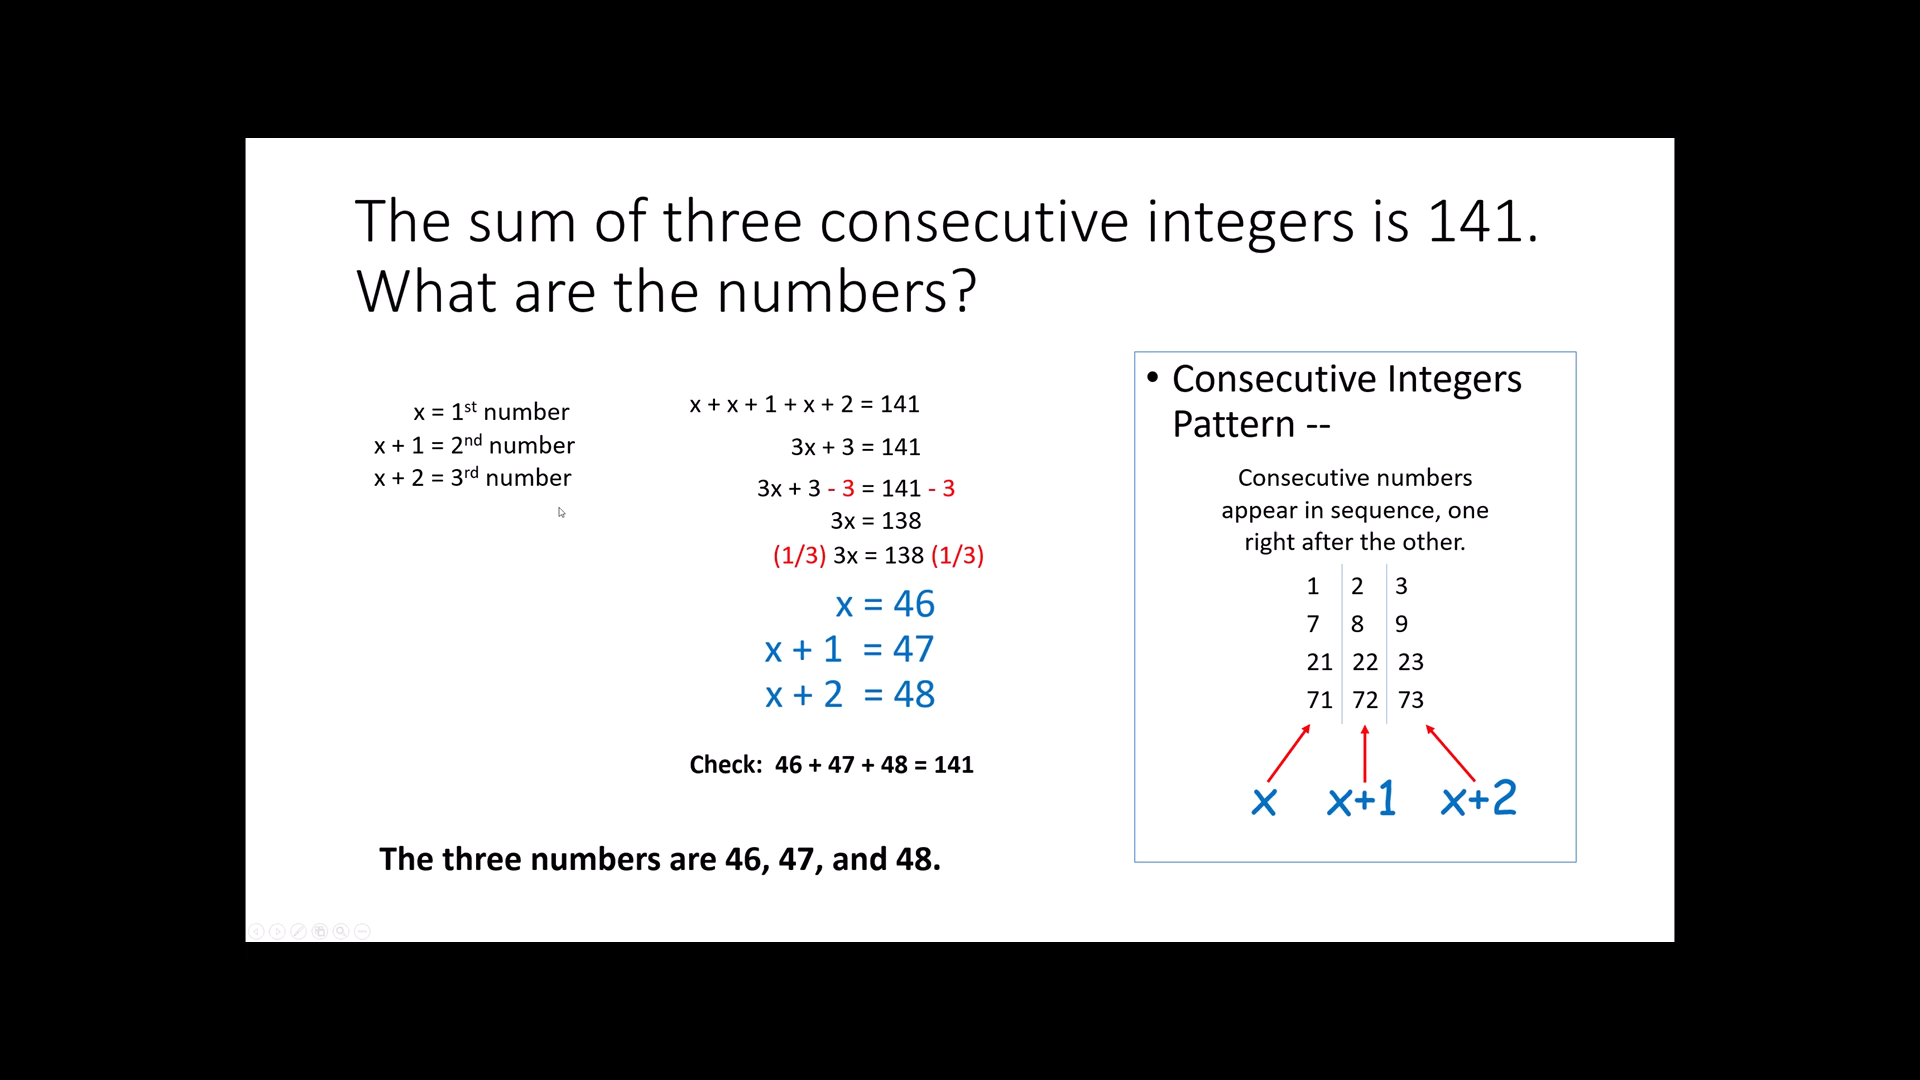 The sum of three consecutive integers is 141.
What are the numbers?
x = 1st number
x + 1 = 2nd number
x + 2 = 3rd number
x + x + 1 + x + 2 = 141
3x + 3 = 141
3x + 3 - 3 = 141 - 3
3x = 138
(1/3) 3x = 138 (1/3)
x = 46
x + 1 = 47
x + 2 = 48
Check: 46 + 47 + 48 = 141
The three numbers are 46, 47, and 48.
• Consecutive Integers
Pattern --
Consecutive numbers
appear in sequence, one
right after the other.
1 2 3
7 8 9
21 22 23
71 72 73
x x+1 x+2